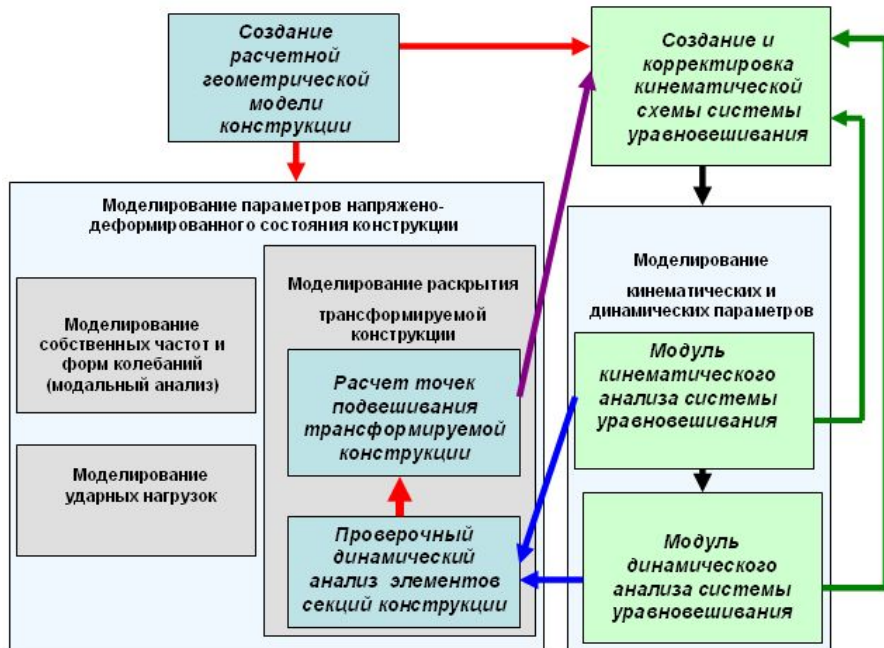 Создание
расчетной
геометрической
модели
конструкции
Создание и
корректировка
кинематической
схемы системы
уравновешивания
Моделирование параметров напряжено-
деформированного состояния конструкции
Моделирование
собственных частот и
форм колебаний
(модальный анализ)
Моделирование
ударных нагрузок
Моделирование раскрытия
трансформируемой
конструкции
Расчет точек
подвешивания
трансформируемой
конструкции
Проверочный
динамический
анализ элементов
секций конструкции
Моделирование
кинематических и
динамических параметров
Модуль
кинематического
анализа системы
уравновешивания
Модуль
динамического
анализа системы
уравновешивания